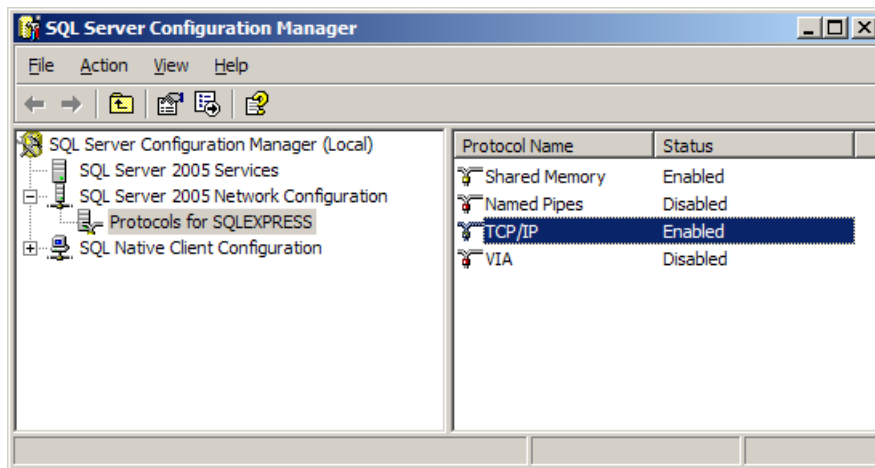 SQL Server Configuration Manager
File Action View Help
SQL Server Configuration Manager (Local)
SQL Server 2005 Services
SQL Server 2005 Network Configuration
Protocols for SQLEXPRESS
SQL Native Client Configuration
Protocol Name Status
Shared Memory Enabled
Named Pipes Disabled
TCP/IP Enabled
VIA Disabled